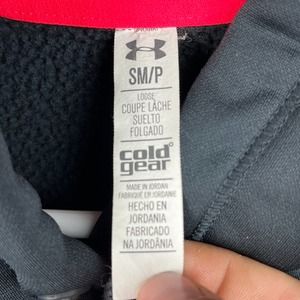 SM/P
LOOSE
COUPE LÂCHE
SUELTO
FOLGADO
cold
gear
MADE IN JORDAN
FABRIQUÉ EN JORDANIE
HECHO EN
JORDANIA
FABRICADO
NA JORDÂNIA